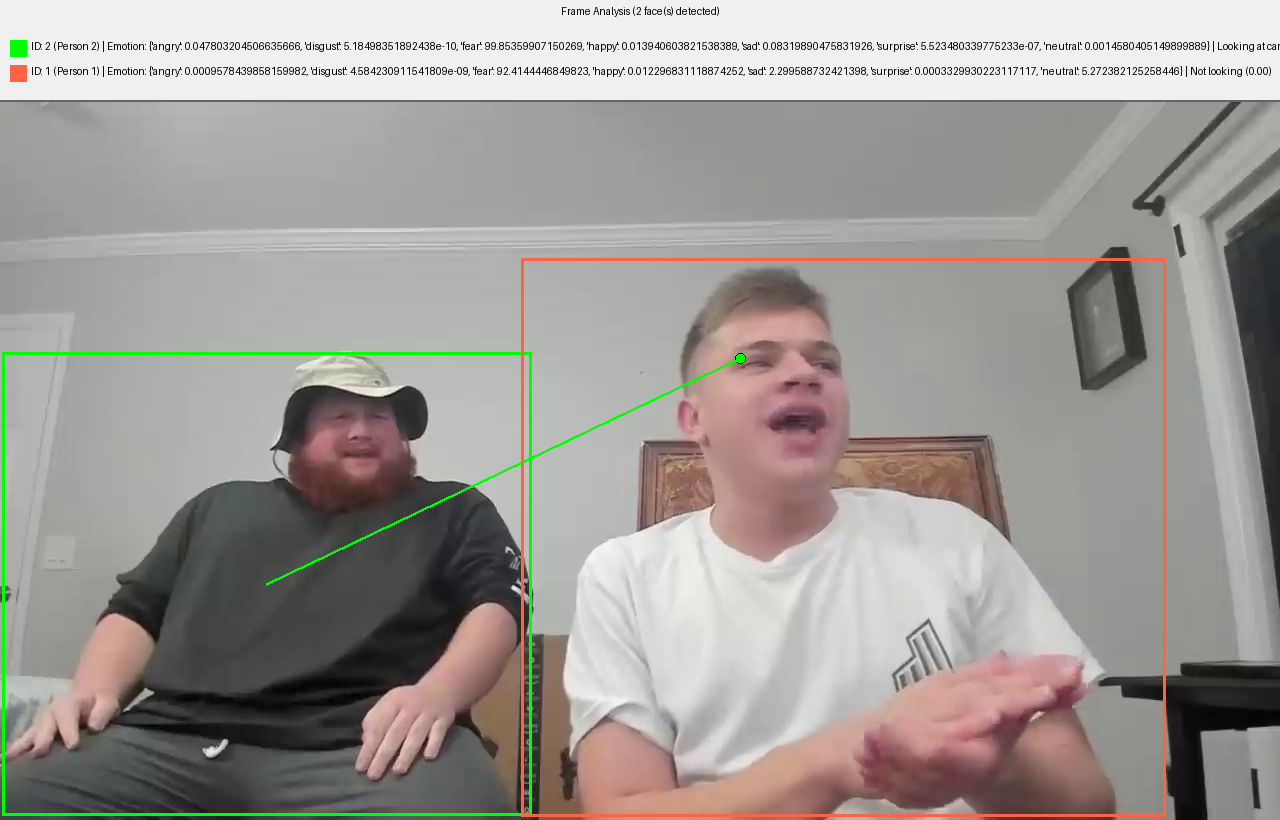 Frame Analysis (2 face(s) detected)
ID: 2 (Person 2) | Emotion: {'angry': 0.047803204506635666, 'disgust': 5.18498351892438e-10, 'fear': 99.85359907150269, 'happy': 0.013940603821538389, 'sad': 0.08319890475831926, 'surprise': 5.523480339775233e-07, 'neutral': 0.0014580405149899889} | Looking at
ID: 1 (Person 1) | Emotion: {'angry': 0.0009578439858159982, 'disgust': 4.584230911541809e-09, 'fear': 92.4144446849823, 'happy': 0.012296831118874252, 'sad': 2.299588732421398, 'surprise': 0.0003329930223117117, 'neutral': 5.272382125258446} | Not looking (0.00)